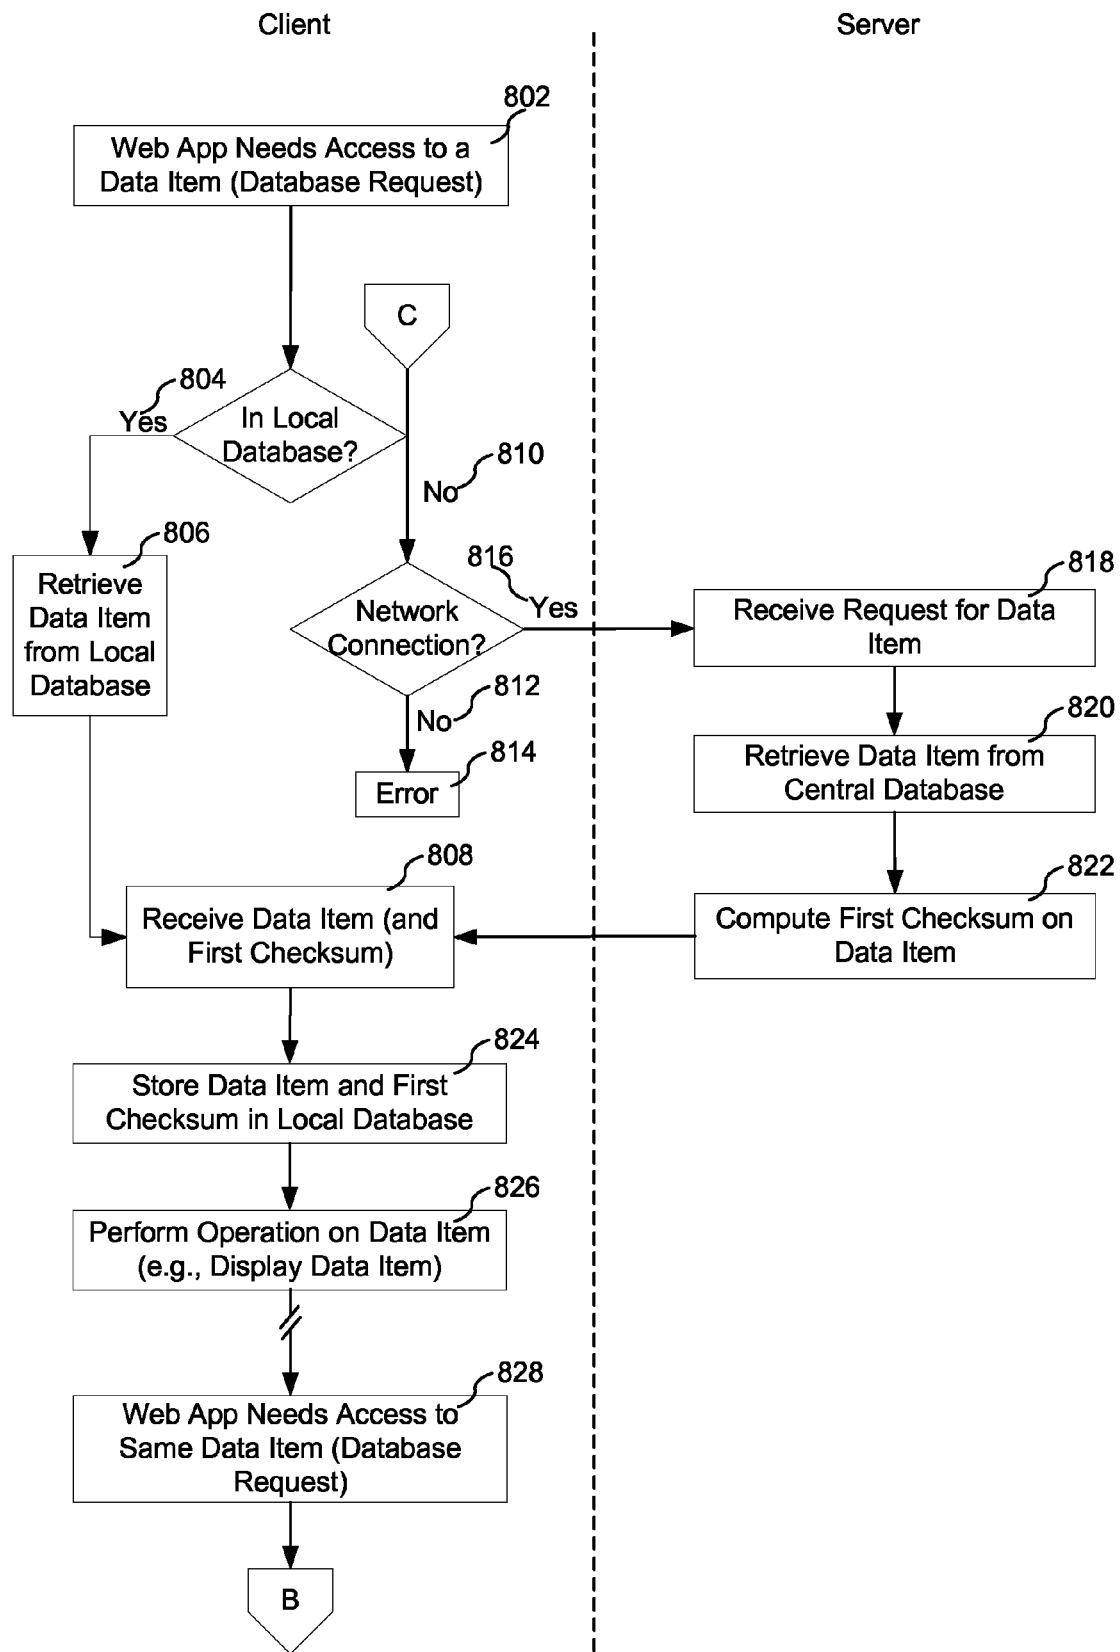 Client
Server
802
Web App Needs Access to a
Data Item (Database Request)
C
804
Yes
In Local
Database?
810
No
806
Retrieve
Data Item
from Local
Database
816
Yes
Network
Connection?
818
Receive Request for Data
Item
812
No
814
Error
820
Retrieve Data Item from
Central Database
808
Receive Data Item (and
First Checksum)
822
Compute First Checksum on
Data Item
824
Store Data Item and First
Checksum in Local Database
826
Perform Operation on Data Item
(e.g., Display Data Item)
828
Web App Needs Access to
Same Data Item (Database
Request)
B